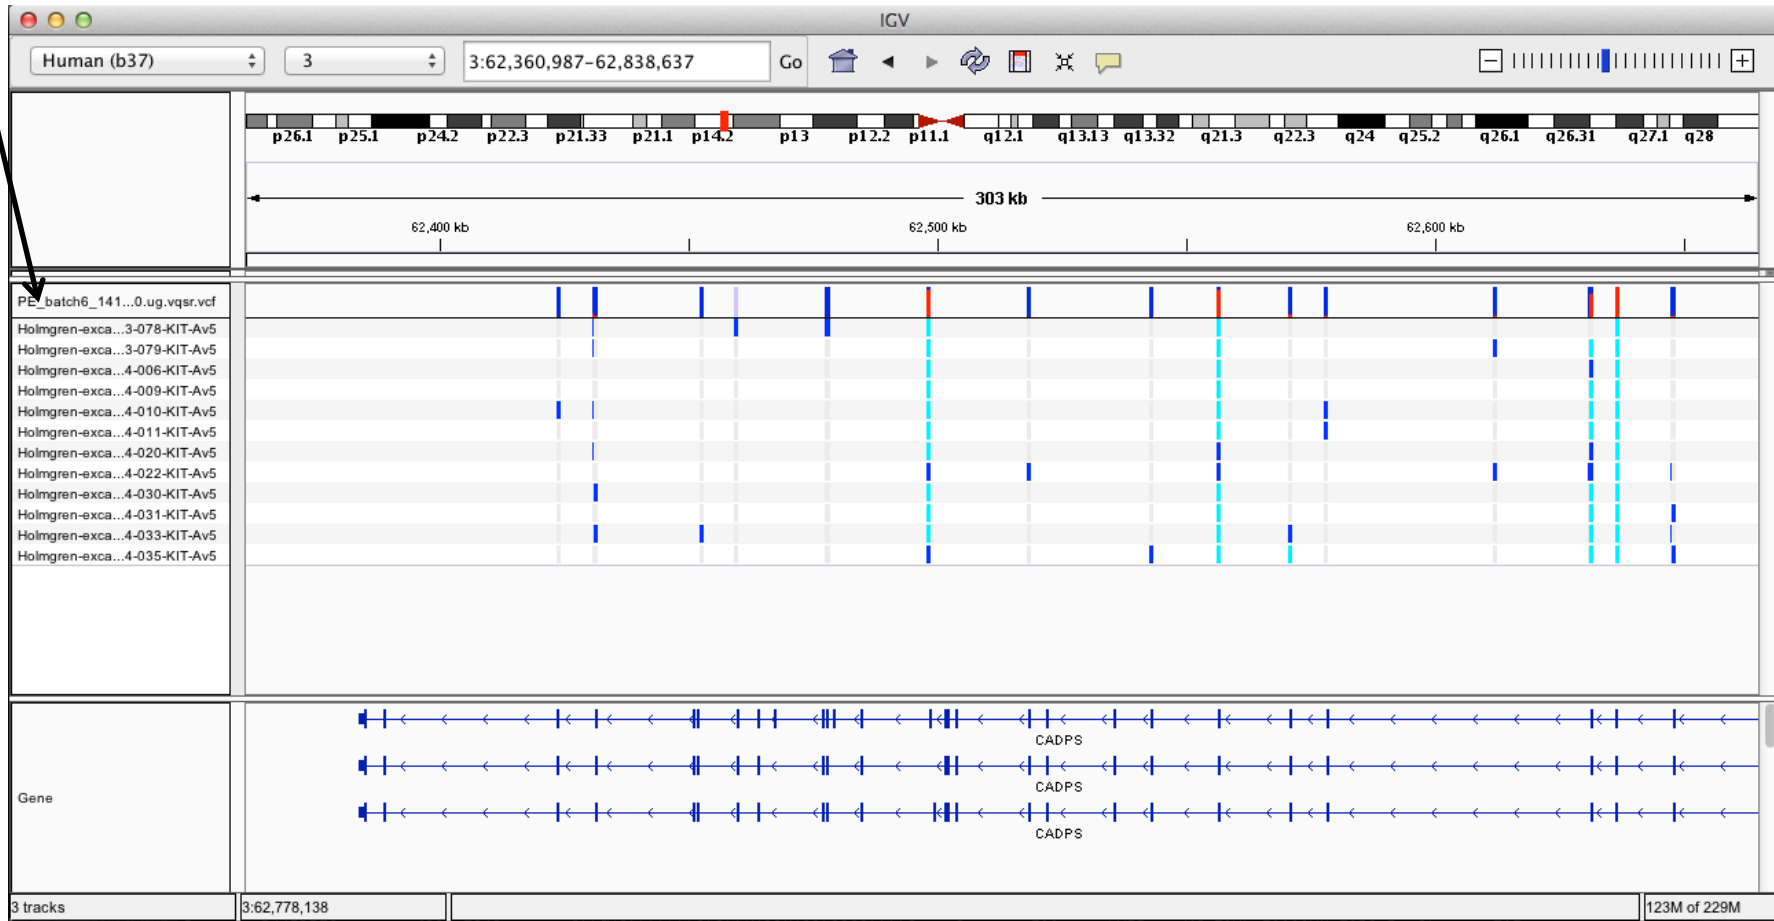 IGV
Human (b37) 3 3:62,360,987-62,838,637 Go
p26.1 p25.1 p24.2 p22.3 p21.33 p21.1 p14.2 p13 p12.2 p11.1 q12.1 q13.13 q13.32 q21.3 q22.3 q24 q25.2 q26.1 q26.31 q27.1 q28
303 kb
62,400 kb 62,500 kb 62,600 kb
PE_batch6_141...0.ug.vqsr.vcf
Holmgren-exca...3-078-KIT-Av5
Holmgren-exca...3-079-KIT-Av5
Holmgren-exca...4-006-KIT-Av5
Holmgren-exca...4-009-KIT-Av5
Holmgren-exca...4-010-KIT-Av5
Holmgren-exca...4-011-KIT-Av5
Holmgren-exca...4-020-KIT-Av5
Holmgren-exca...4-022-KIT-Av5
Holmgren-exca...4-030-KIT-Av5
Holmgren-exca...4-031-KIT-Av5
Holmgren-exca...4-033-KIT-Av5
Holmgren-exca...4-035-KIT-Av5
CADPS
CADPS
Gene
CADPS
3 tracks 3:62,778,138 123M of 229M